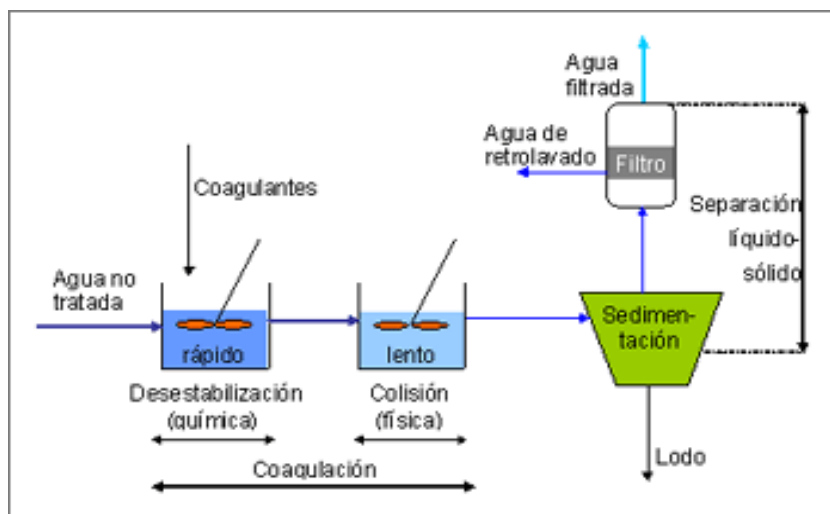 Agua
filtrada
Agua de
retrolavado
Filtro
Coagulantes
Separación
líquido-
sólido
Agua no
tratada
rápido
lento
Sedimen-
tación
Desestabilización
(química)
Colisión
(física)
Coagulación
Lodo